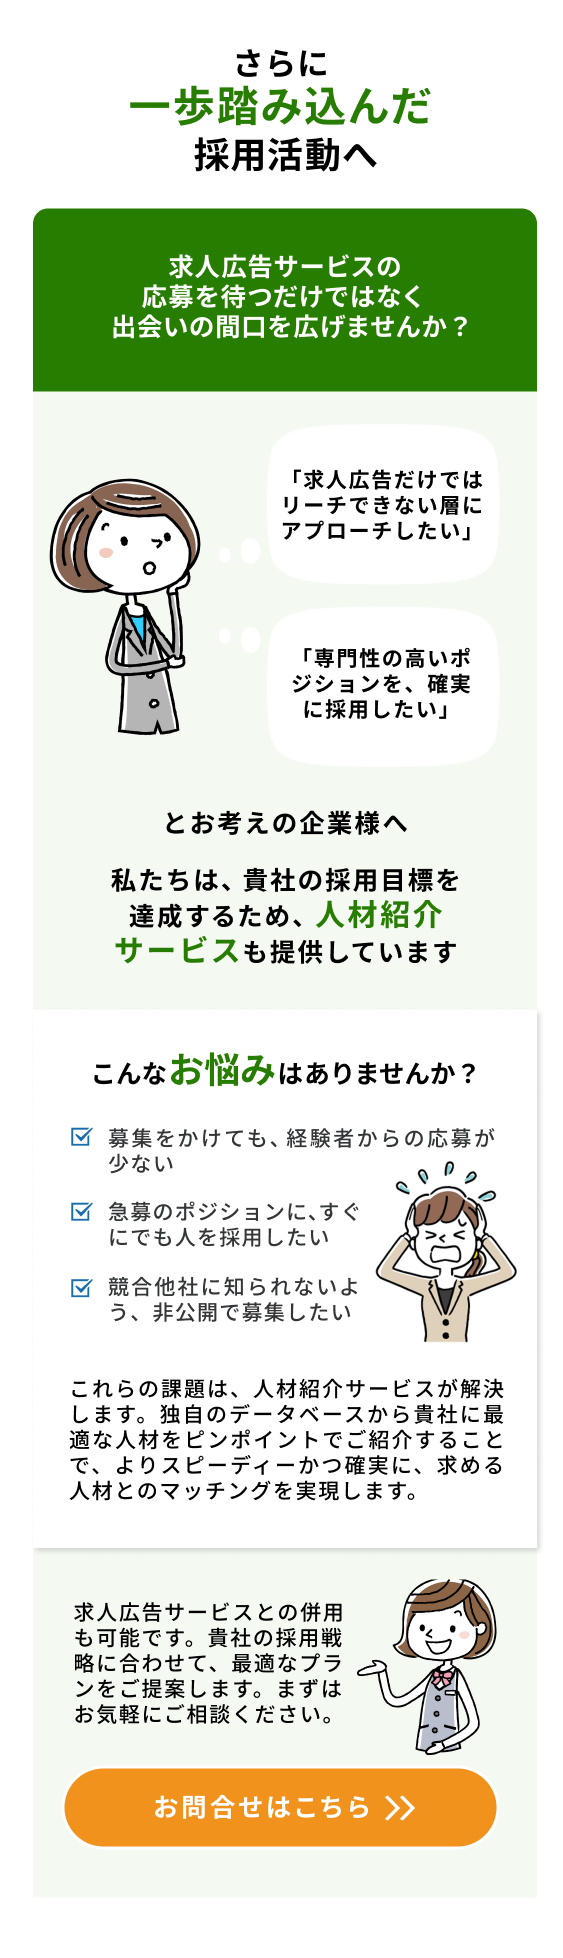 さらに
一歩踏み込んだ
採用活動へ
求人広告サービスの
応募を待つだけではなく
出会いの間口を広げませんか？
「求人広告だけでは
リーチできない層に
アプローチしたい」
「専門性の高いポ
ジションを、確実
に採用したい」
とお考えの企業様へ
私たちは、貴社の採用目標を
達成するため、人材紹介
サービスも提供しています
こんなお悩みはありませんか？
募集をかけても、経験者からの応募が
少ない
急募のポジションに、すぐ
にでも人を採用したい
競合他社に知られないよ
う、非公開で募集したい
これらの課題は、人材紹介サービスが解決
します。独自のデータベースから貴社に最
適な人材をピンポイントでご紹介すること
で、よりスピーディーかつ確実に、求める
人材とのマッチングを実現します。
求人広告サービスとの併用
も可能です。貴社の採用戦
略に合わせて、最適なプラ
ンをご提案します。まずは
お気軽にご相談ください。
お問合せはこちら